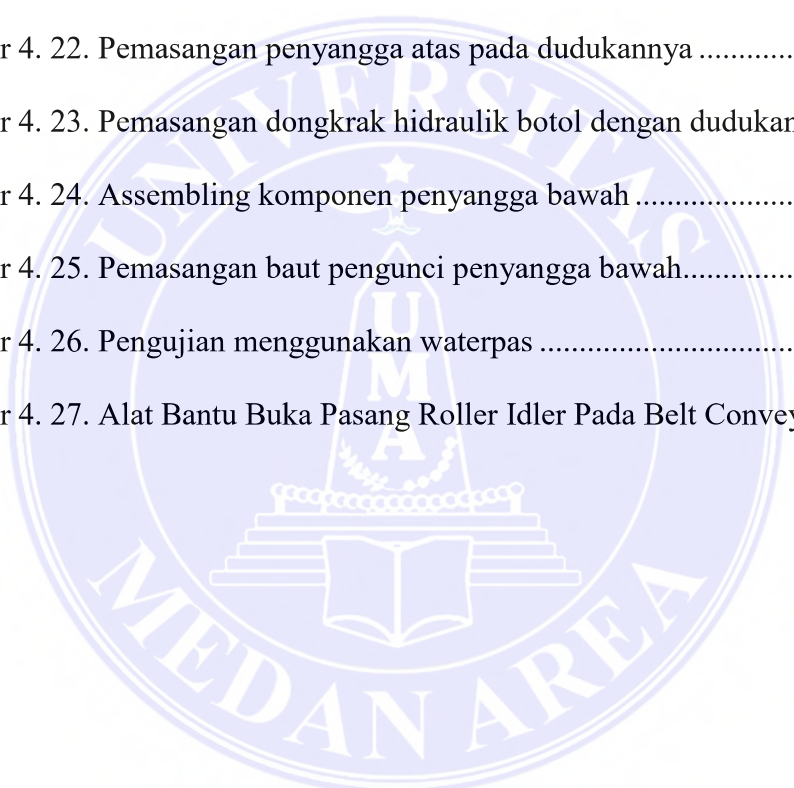 r 4. 22. Pemasangan penyangga atas pada dudukannya .............
r 4. 23. Pemasangan dongkrak hidraulik botol dengan dudukan
r 4. 24. Assembling komponen penyangga bawah ....................
r 4. 25. Pemasangan baut pengunci penyangga bawah..............
r 4. 26. Pengujian menggunakan waterpas ................................
r 4. 27. Alat Bantu Buka Pasang Roller Idler Pada Belt Convey
UNIVERSITAS
UMA
MEDAN AREA